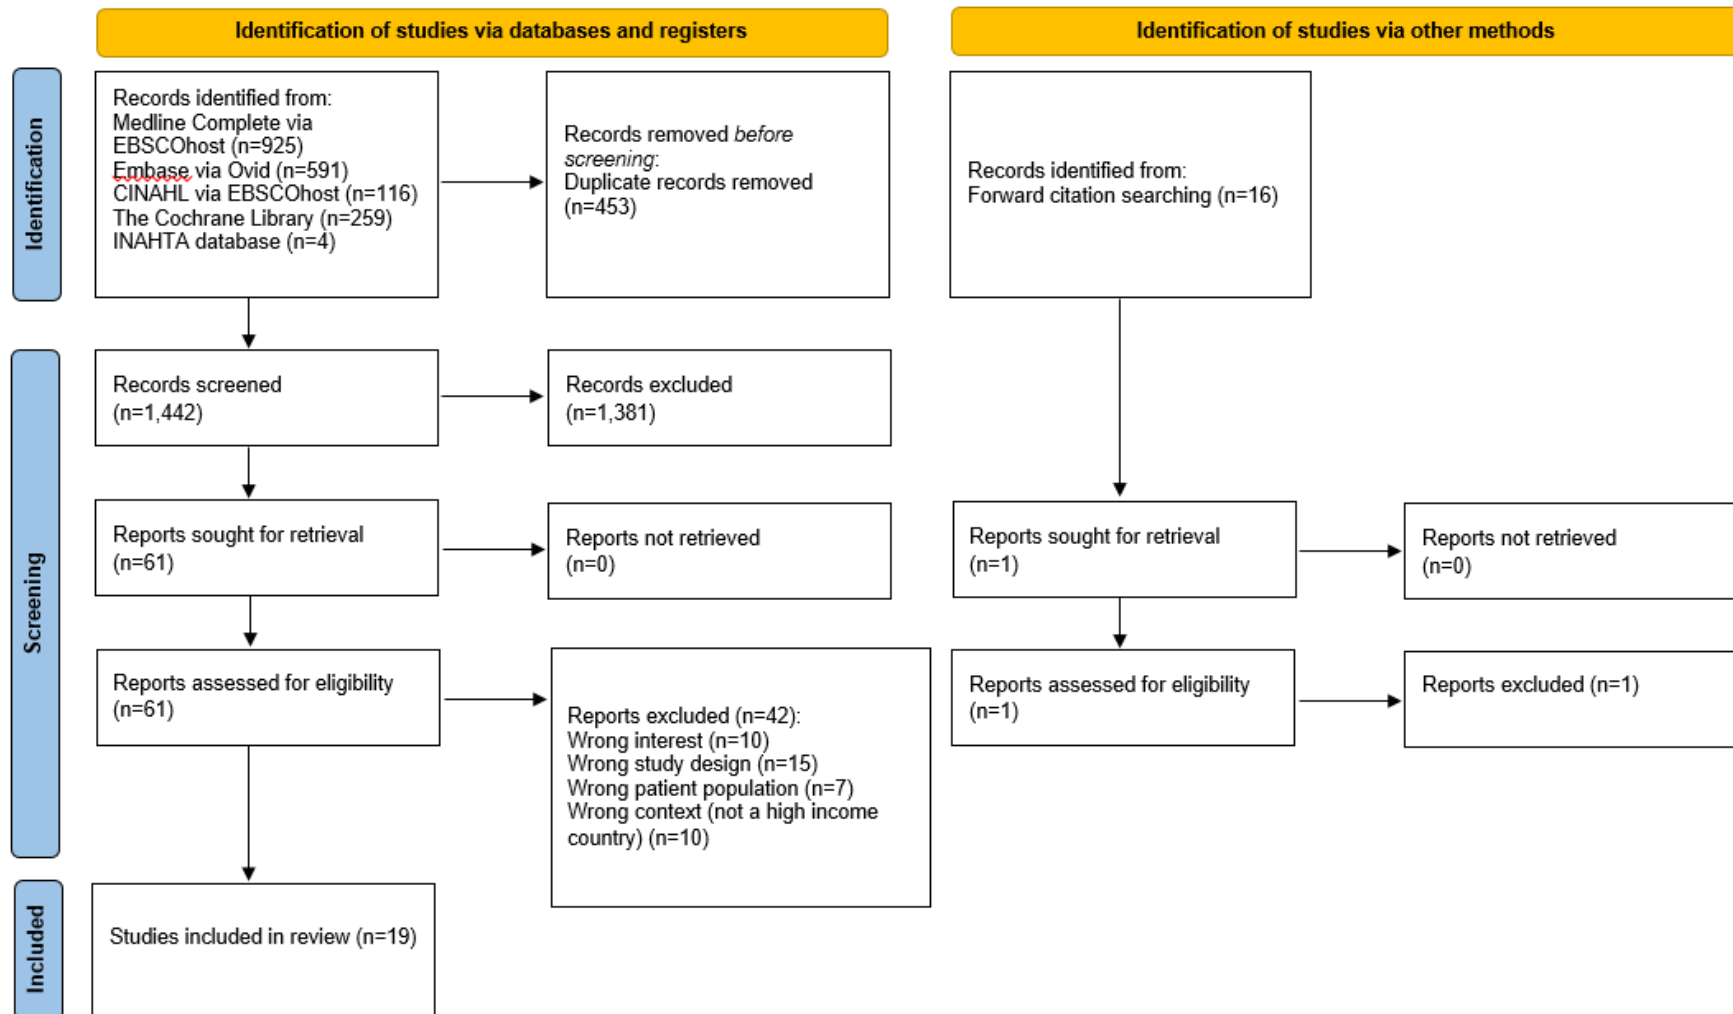 Identification of studies via databases and registers
Identification of studies via other methods
Identification
Records identified from:
Medline Complete via
EBSCOhost (n=925)
Embase via Ovid (n=591)
CINAHL via EBSCOhost (n=116)
The Cochrane Library (n=259)
INAHTA database (n=4)
Records removed before
screening:
Duplicate records removed
(n=453)
Records identified from:
Forward citation searching (n=16)
Screening
Records screened
(n=1,442)
Records excluded
(n=1,381)
Reports sought for retrieval
(n=61)
Reports not retrieved
(n=0)
Reports sought for retrieval
(n=1)
Reports not retrieved
(n=0)
Reports assessed for eligibility
(n=61)
Reports excluded (n=42):
Wrong interest (n=10)
Wrong study design (n=15)
Wrong patient population (n=7)
Wrong context (not a high income
country) (n=10)
Reports assessed for eligibility
(n=1)
Reports excluded (n=1)
Included
Studies included in review (n=19)